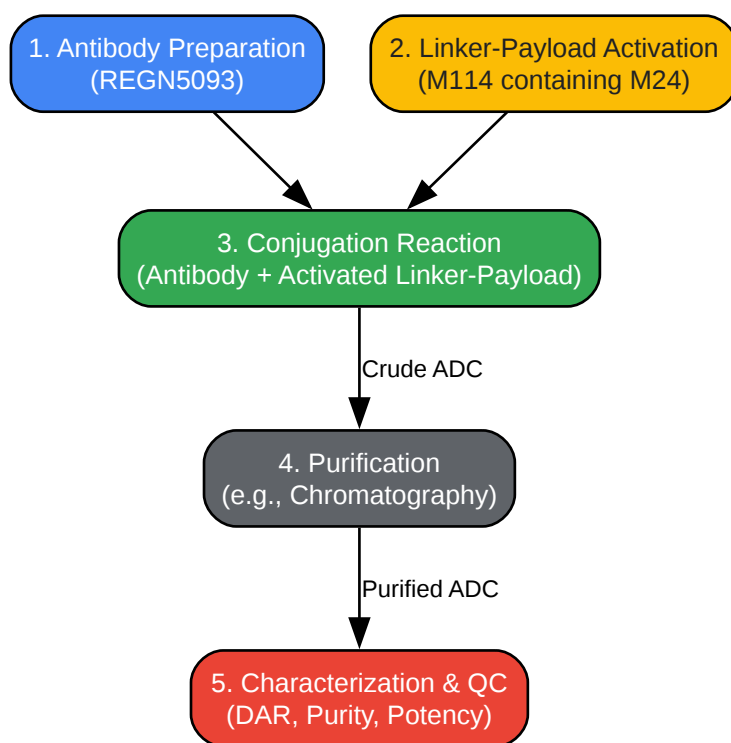 1. Antibody Preparation
(REGN5093)
2. Linker-Payload Activation
(M114 containing M24)
3. Conjugation Reaction
(Antibody + Activated Linker-Payload)
Crude ADC
4. Purification
(e.g., Chromatography)
Purified ADC
5. Characterization & QC
(DAR, Purity, Potency)